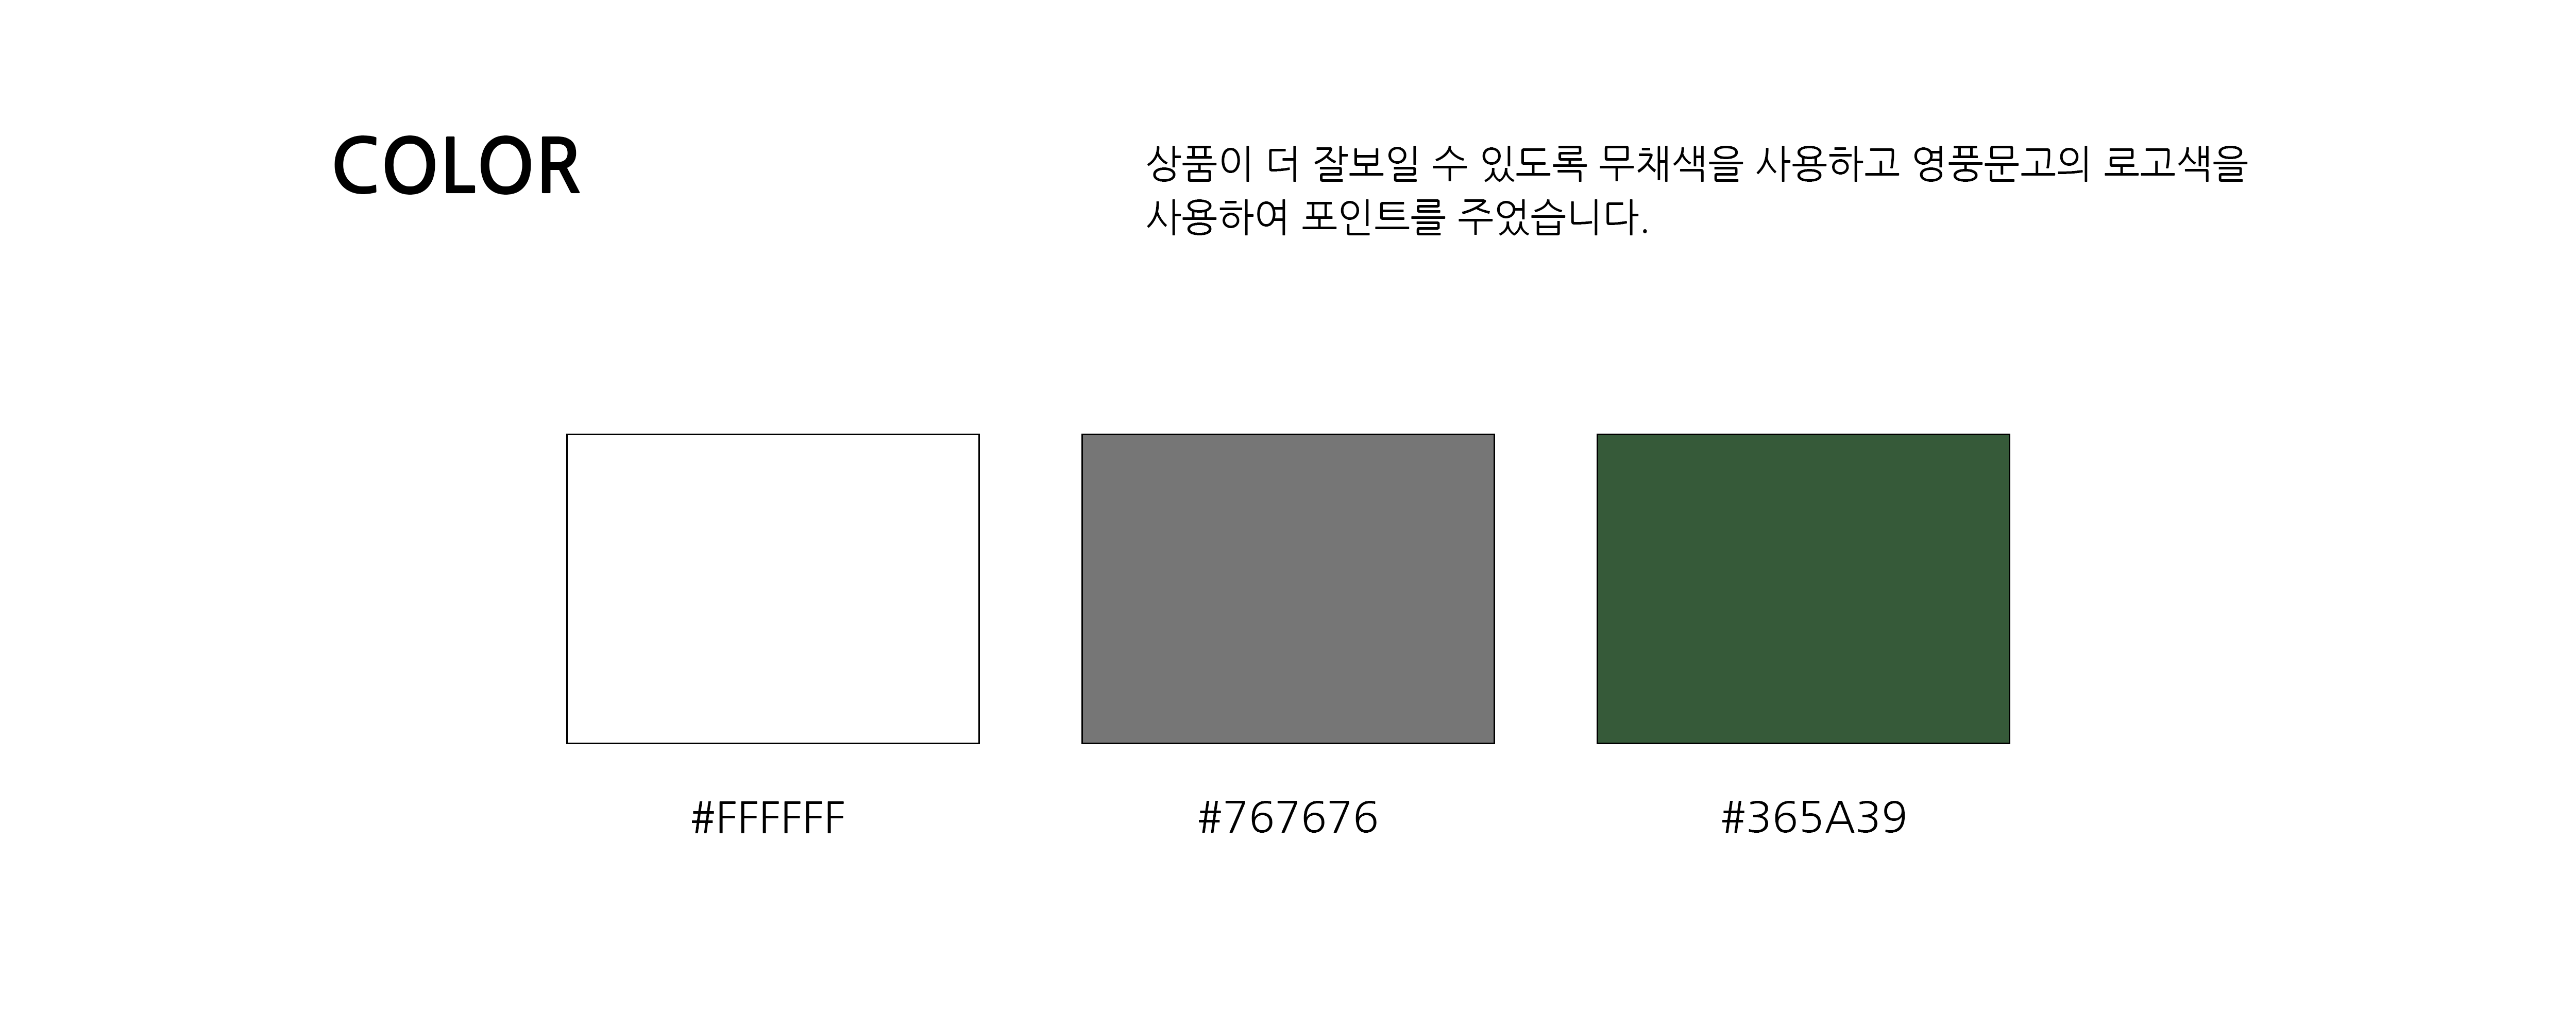 COLOR
상품이 더 잘보일 수 있도록 무채색을 사용하고 영풍문고의 로고색을
사용하여 포인트를 주었습니다.
#FFFFFF
#767676
#365A39